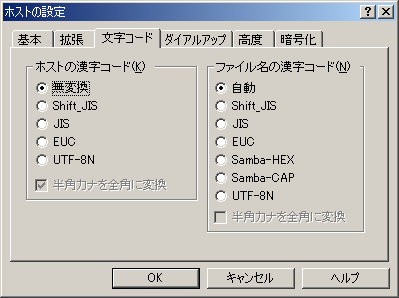 ホストの設定
基本 拡張 文字コード ダイアルアップ 高度 暗号化
ホストの漢字コード(K)
無変換
Shift_JIS
JIS
EUC
UTF-8N
半角カナを全角に変換
ファイル名の漢字コード(N)
自動
Shift_JIS
JIS
EUC
Samba-HEX
Samba-CAP
UTF-8N
半角カナを全角に変換
OK キャンセル ヘルプ